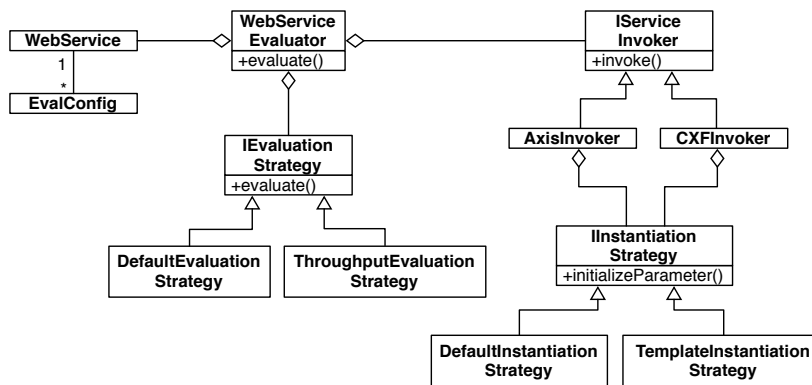 WebService
1
*
EvalConfig
WebService
Evaluator
+evaluate()
IService
Invoker
+invoke()
AxisInvoker
CXFInvoker
IEvaluation
Strategy
+evaluate()
DefaultEvaluation
Strategy
ThroughputEvaluation
Strategy
IInstantiation
Strategy
+initializeParameter()
DefaultInstantiation
Strategy
TemplateInstantiation
Strategy